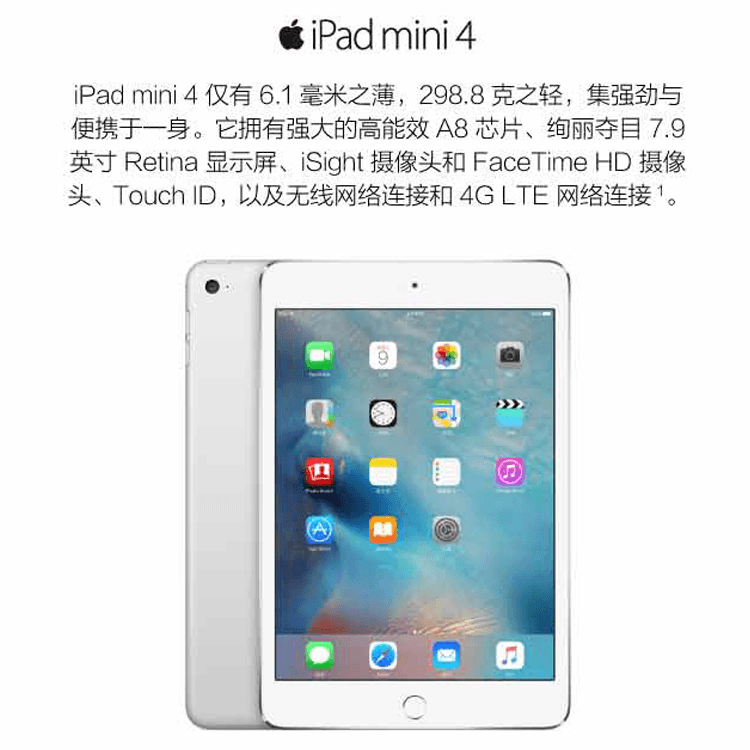 iPad mini 4
iPad mini 4 仅有 6.1 毫米之薄，298.8 克之轻，集强劲与
便携于一身。它拥有强大的高能效 A8 芯片、绚丽夺目 7.9
英寸 Retina 显示屏、iSight 摄像头和 FaceTime HD 摄像
头、Touch ID，以及无线网络连接和 4G LTE 网络连接¹。
9